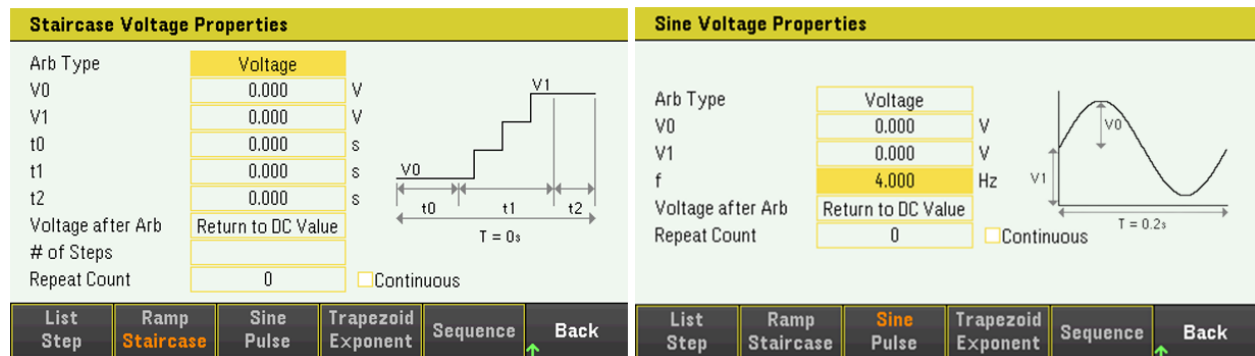 Staircase Voltage Properties
Arb Type Voltage
V0 0.000 V
V1 0.000 V
t0 0.000 s
t1 0.000 s
t2 0.000 s
Voltage after Arb Return to DC Value
# of Steps
Repeat Count 0 Continuous
V1
V0
t0 t1 t2
T = 0s
List Step
Ramp Staircase
Sine Pulse
Trapezoid Exponent
Sequence
Back
Sine Voltage Properties
Arb Type Voltage
V0 0.000 V
V1 0.000 V
f 4.000 Hz
Voltage after Arb Return to DC Value
Repeat Count 0 Continuous
V0
V1
T = 0.2s
List Step
Ramp Staircase
Sine Pulse
Trapezoid Exponent
Sequence
Back